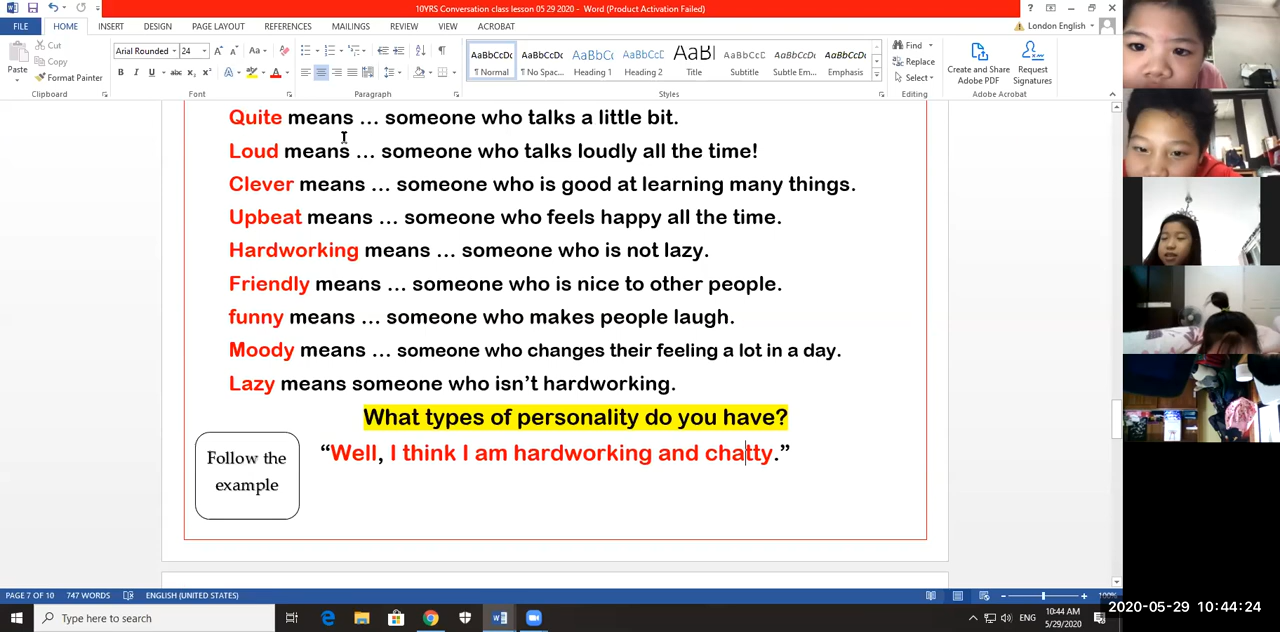 10YRS Conversation class lesson 05 29 2020 - Word (Product Activation Failed)
FILE HOME INSERT DESIGN PAGE LAYOUT REFERENCES MAILINGS REVIEW VIEW ACROBAT London English
Cut
Copy
Format Painter
Paste
Clipboard
Arial Rounded 24
Font
Paragraph
AaBbCcDc AaBbCcDc AaBbCc AaBbCcC AaBl AaBbCcC AaBbCcDc AaBbCcDc
¶ Normal ¶ No Spac... Heading 1 Heading 2 Title Subtitle Subtle Em... Emphasis
Styles
Find
Replace
Select
Editing
Create and Share Adobe PDF
Request Signatures
Adobe Acrobat
Quite means … someone who talks a little bit.
Loud means … someone who talks loudly all the time!
Clever means … someone who is good at learning many things.
Upbeat means … someone who feels happy all the time.
Hardworking means … someone who is not lazy.
Friendly means … someone who is nice to other people.
funny means … someone who makes people laugh.
Moody means … someone who changes their feeling a lot in a day.
Lazy means someone who isn’t hardworking.
What types of personality do you have?
Follow the
example
“Well, I think I am hardworking and chatty.”
PAGE 7 OF 10 747 WORDS ENGLISH (UNITED STATES) 100%
Type here to search
ENG
10:44 AM
5/29/2020
2020-05-29 10:44:24